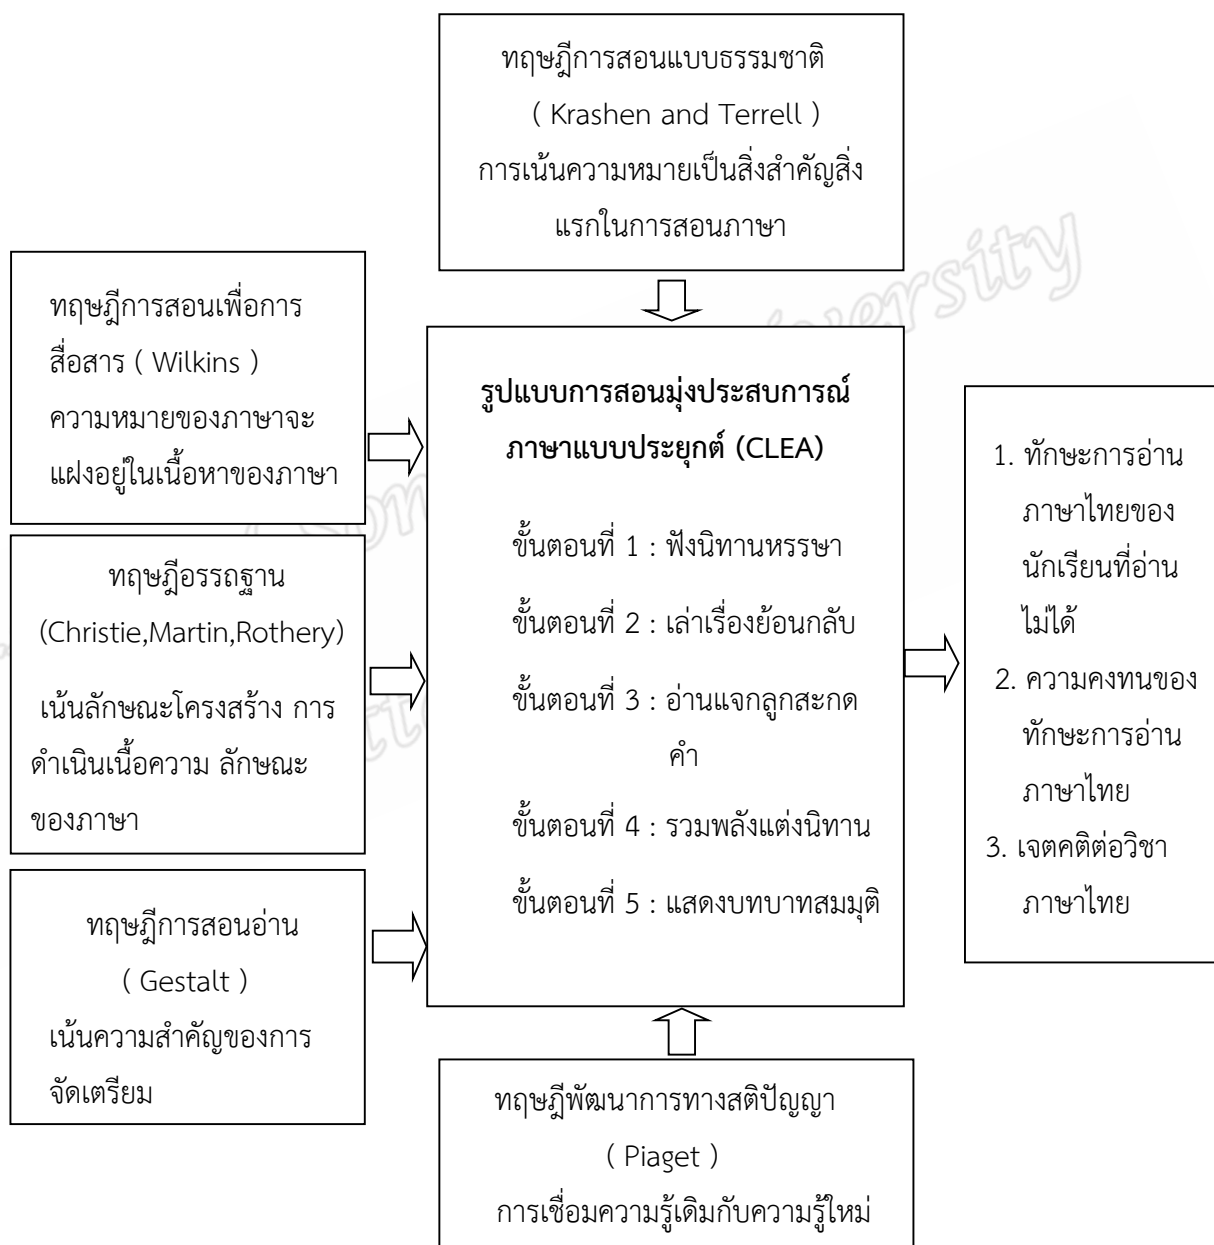 ทฤษฎีการสอนแบบธรรมชาติ
( Krashen and Terrell )
การเน้นความหมายเป็นสิ่งสำคัญสิ่ง
แรกในการสอนภาษา
ทฤษฎีการสอนเพื่อการ
สื่อสาร ( Wilkins )
ความหมายของภาษาจะ
แฝงอยู่ในเนื้อหาของภาษา
ทฤษฎีอรรถฐาน
(Christie,Martin,Rothery)
เน้นลักษณะโครงสร้าง การ
ดำเนินเนื้อความ ลักษณะ
ของภาษา
ทฤษฎีการสอนอ่าน
( Gestalt )
เน้นความสำคัญของการ
จัดเตรียม
รูปแบบการสอนมุ่งประสบการณ์
ภาษาแบบประยุกต์ (CLEA)
ขั้นตอนที่ 1 : ฟังนิทานหรรษา
ขั้นตอนที่ 2 : เล่าเรื่องย้อนกลับ
ขั้นตอนที่ 3 : อ่านแจกลูกสะกด
คำ
ขั้นตอนที่ 4 : รวมพลังแต่งนิทาน
ขั้นตอนที่ 5 : แสดงบทบาทสมมุติ
ทฤษฎีพัฒนาการทางสติปัญญา
( Piaget )
การเชื่อมความรู้เดิมกับความรู้ใหม่
1. ทักษะการอ่าน
ภาษาไทยของ
นักเรียนที่อ่าน
ไม่ได้
2. ความคงทนของ
ทักษะการอ่าน
ภาษาไทย
3. เจตคติต่อวิชา
ภาษาไทย